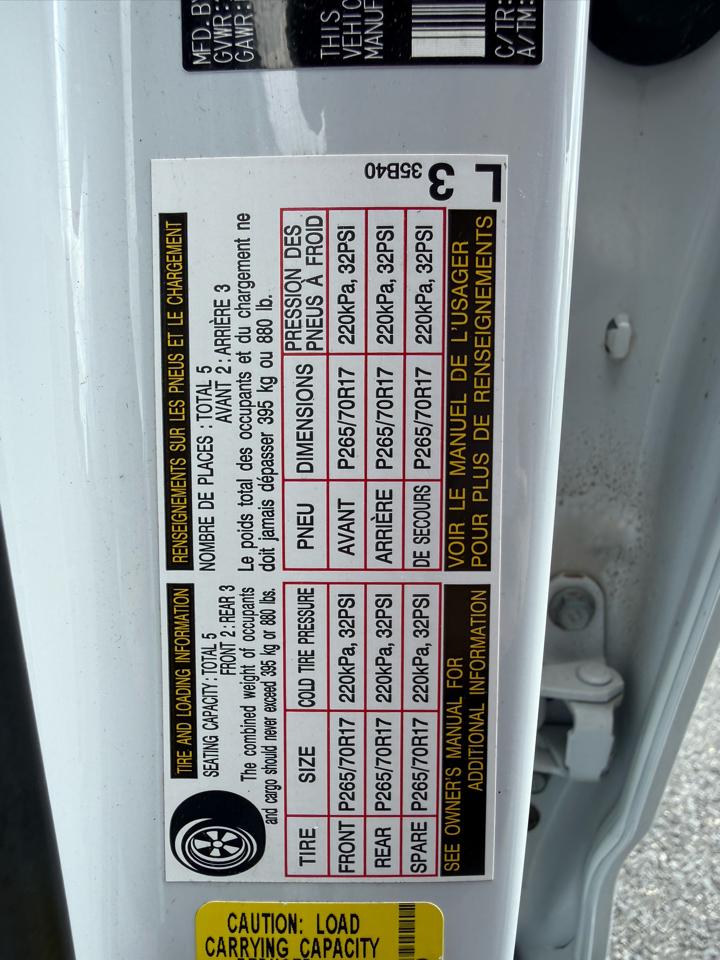 MFD. BY
GVWR:
GAWR:
THIS
VEHIC
MANUF
C/TR:
A/TM:
TIRE AND LOADING INFORMATION
SEATING CAPACITY: TOTAL 5
FRONT 2: REAR 3
The combined weight of occupants
and cargo should never exceed 395 kg or 880 lbs.
TIRE SIZE COLD TIRE PRESSURE
FRONT P265/70R17 220kPa, 32PSI
REAR P265/70R17 220kPa, 32PSI
SPARE P265/70R17 220kPa, 32PSI
SEE OWNER'S MANUAL FOR
ADDITIONAL INFORMATION
RENSEIGNEMENTS SUR LES PNEUS ET LE CHARGEMENT
NOMBRE DE PLACES : TOTAL 5
AVANT 2 : ARRIÈRE 3
Le poids total des occupants et du chargement ne
doit jamais dépasser 395 kg ou 880 lb.
PNEU DIMENSIONS PRESSION DES
PNEUS À FROID
AVANT P265/70R17 220kPa, 32PSI
ARRIÈRE P265/70R17 220kPa, 32PSI
DE SECOURS P265/70R17 220kPa, 32PSI
VOIR LE MANUEL DE L'USAGER
POUR PLUS DE RENSEIGNEMENTS
35B40
L3
CAUTION: LOAD
CARRYING CAPACITY